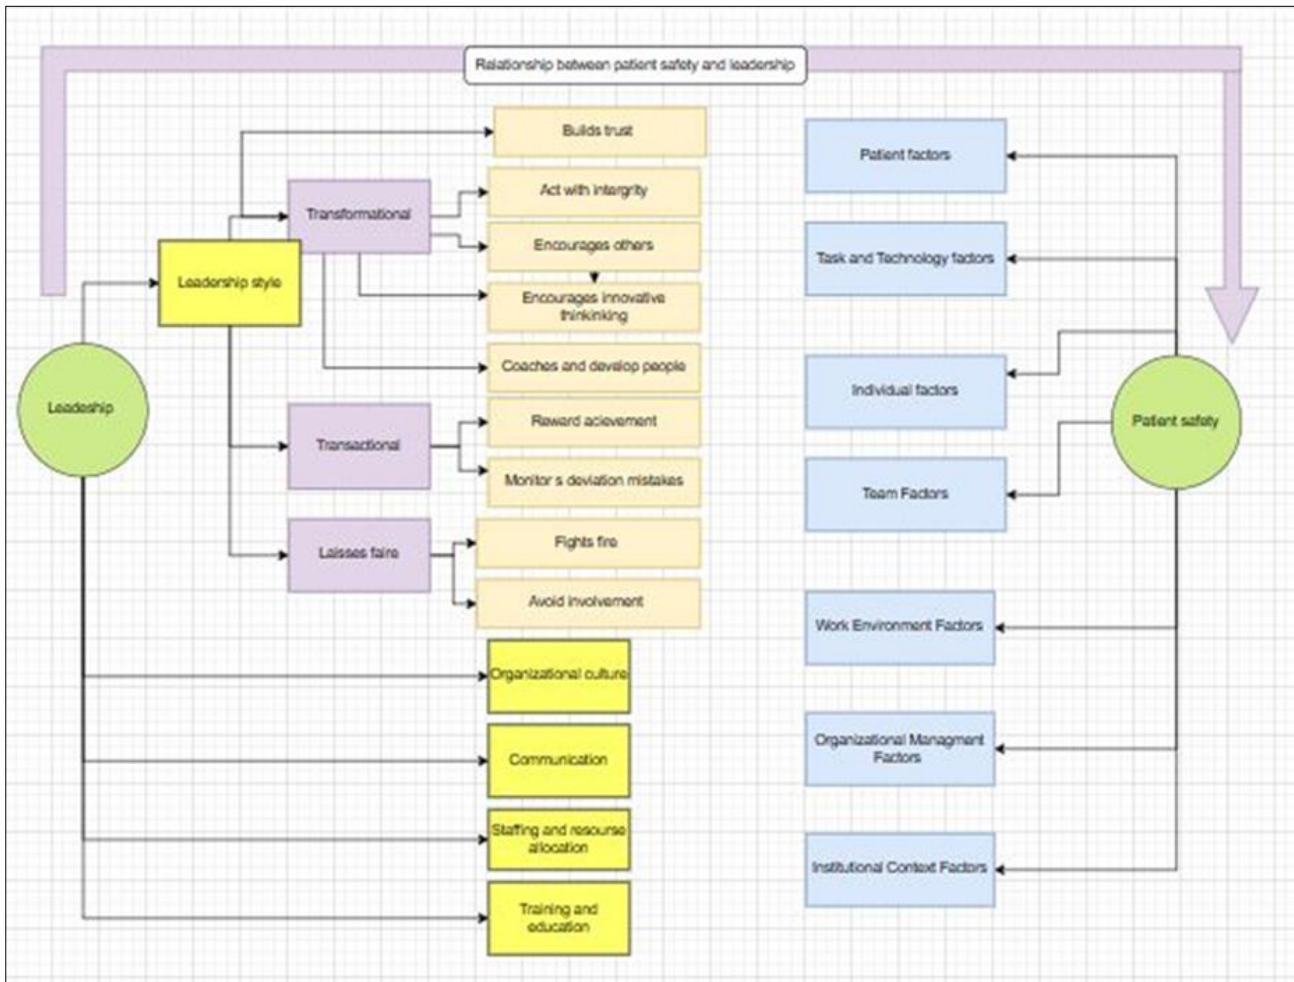 Relationship between patient safety and leadership
Builds trust
Act with intergrity
Encourages others
Encourages innovative
thinkinking
Coaches and develop people
Reward acievement
Monitor s deviation mistakes
Fights fire
Avoid involvement
Transformational
Leadership style
Leadeship
Transactional
Laisses faire
Organizational culture
Communication
Staffing and resourse
allocation
Training and
education
Patient factors
Task and Technology factors
Individual factors
Team Factors
Work Environment Factors
Organizational Managment
Factors
Institutional Context Factors
Patient safety